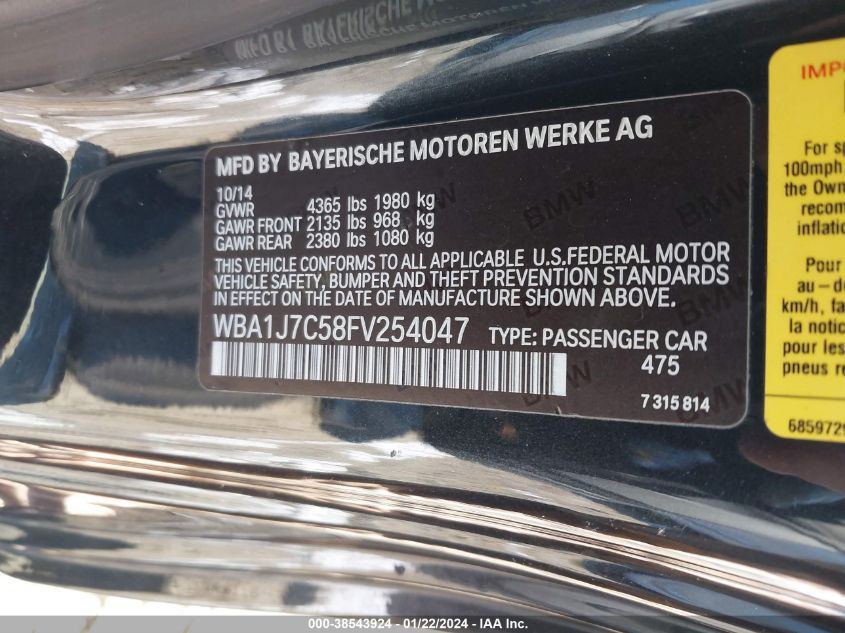 MFD BY BAYERISCHE MOTOREN WERKE AG
10/14
GVWR 4365 lbs 1980 kg
GAWR FRONT 2135 lbs 968 kg
GAWR REAR 2380 lbs 1080 kg
THIS VEHICLE CONFORMS TO ALL APPLICABLE U.S.FEDERAL MOTOR
VEHICLE SAFETY, BUMPER AND THEFT PREVENTION STANDARDS
IN EFFECT ON THE DATE OF MANUFACTURE SHOWN ABOVE.
WBA1J7C58FV254047 TYPE: PASSENGER CAR
475
7 315 814
BMW
IMPO
For sp
100mph
the Own
recom
inflatio
Pour
au-de
km/h, fa
la notic
pour les
pneus re
6859729
000-38543924 - 01/22/2024 - IAA Inc.